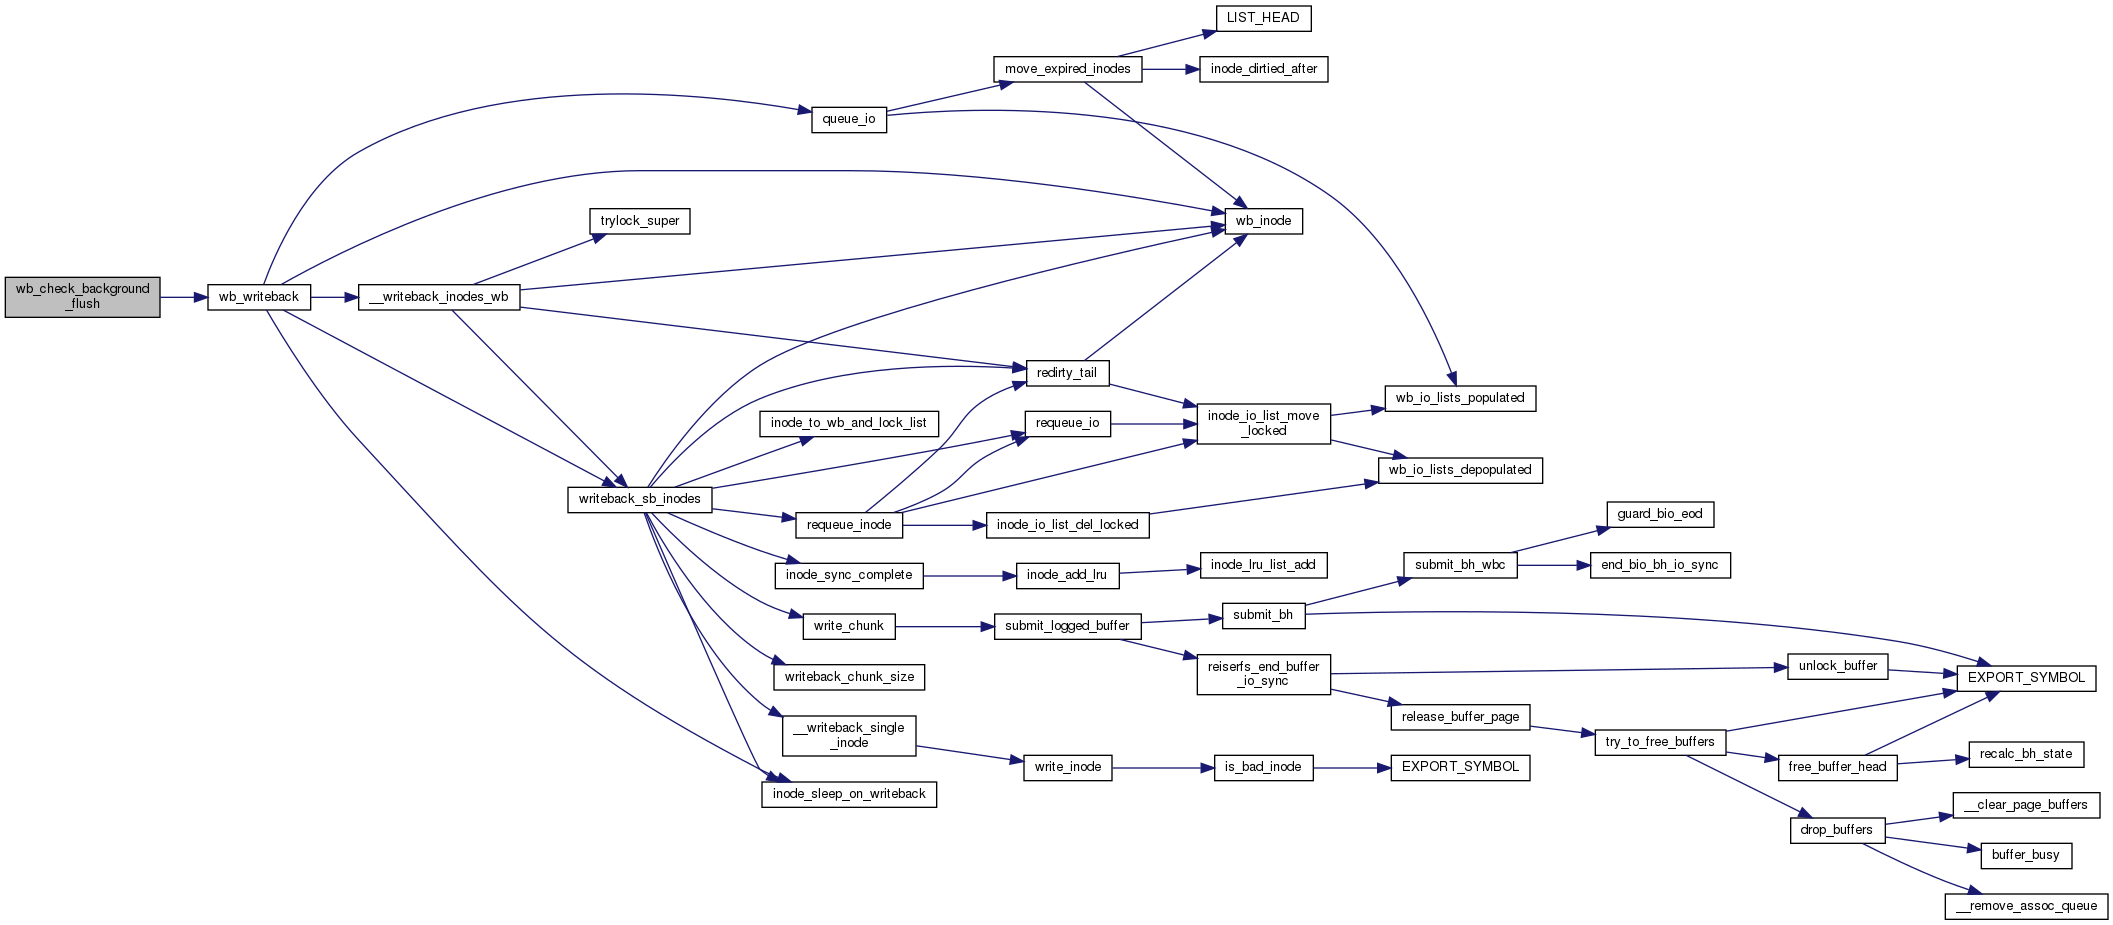 LIST_HEAD
move_expired_inodes
inode_dirtied_after
queue_io
trylock_super
wb_inode
wb_check_background
_flush
wb_writeback
__writeback_inodes_wb
redirty_tail
wb_io_lists_populated
inode_to_wb_and_lock_list
requeue_io
inode_io_list_move
_locked
wb_io_lists_depopulated
writeback_sb_inodes
requeue_inode
inode_io_list_del_locked
guard_bio_eod
inode_sync_complete
inode_add_lru
inode_lru_list_add
submit_bh_wbc
end_bio_bh_io_sync
write_chunk
submit_logged_buffer
submit_bh
reiserfs_end_buffer
_io_sync
unlock_buffer
EXPORT_SYMBOL
writeback_chunk_size
release_buffer_page
__writeback_single
_inode
try_to_free_buffers
recalc_bh_state
write_inode
is_bad_inode
EXPORT_SYMBOL
free_buffer_head
inode_sleep_on_writeback
__clear_page_buffers
drop_buffers
buffer_busy
__remove_assoc_queue